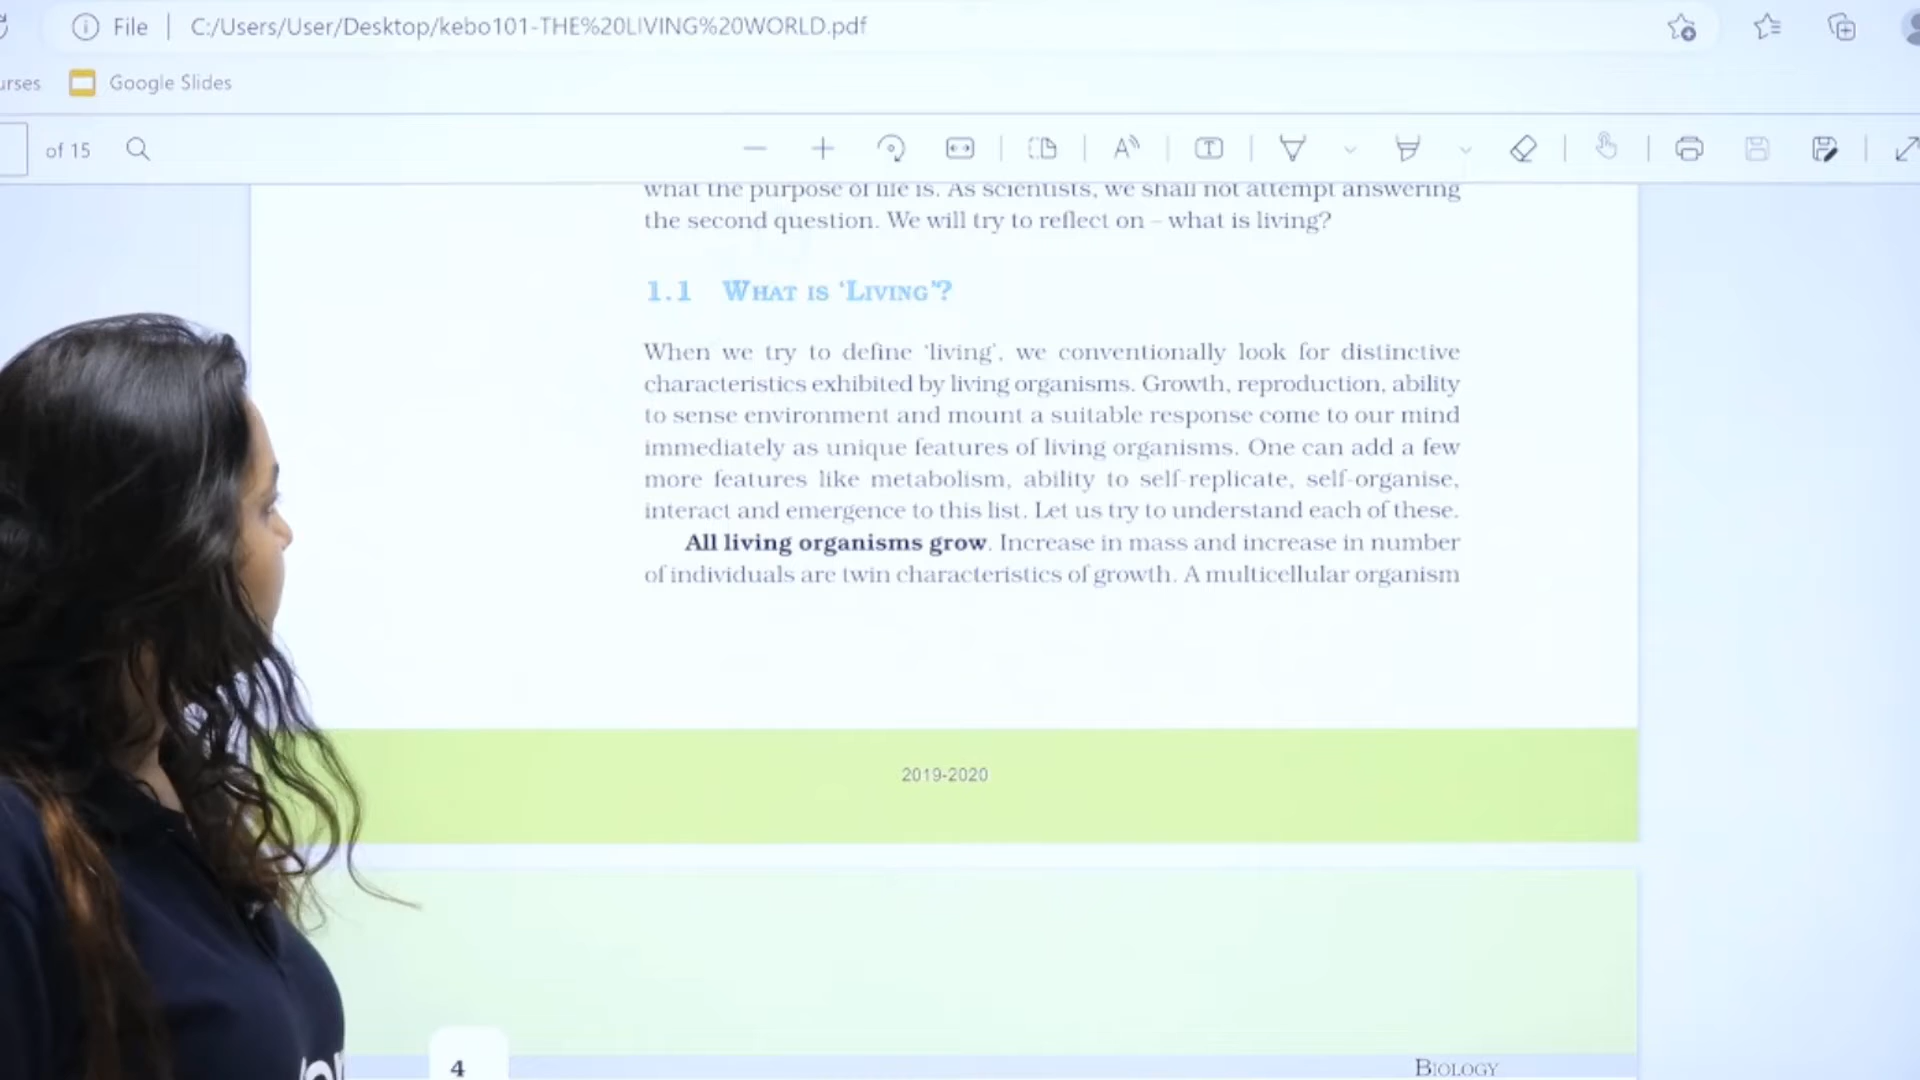 File | C:/Users/User/Desktop/kebo101-THE%20LIVING%20WORLD.pdf
Google Slides
of 15
what the purpose of life is. As scientists, we shall not attempt answering
the second question. We will try to reflect on – what is living?
1.1 What is ‘Living’?
When we try to define ‘living’, we conventionally look for distinctive
characteristics exhibited by living organisms. Growth, reproduction, ability
to sense environment and mount a suitable response come to our mind
immediately as unique features of living organisms. One can add a few
more features like metabolism, ability to self-replicate, self-organise,
interact and emergence to this list. Let us try to understand each of these.
All living organisms grow. Increase in mass and increase in number
of individuals are twin characteristics of growth. A multicellular organism
2019-2020
4
Biology